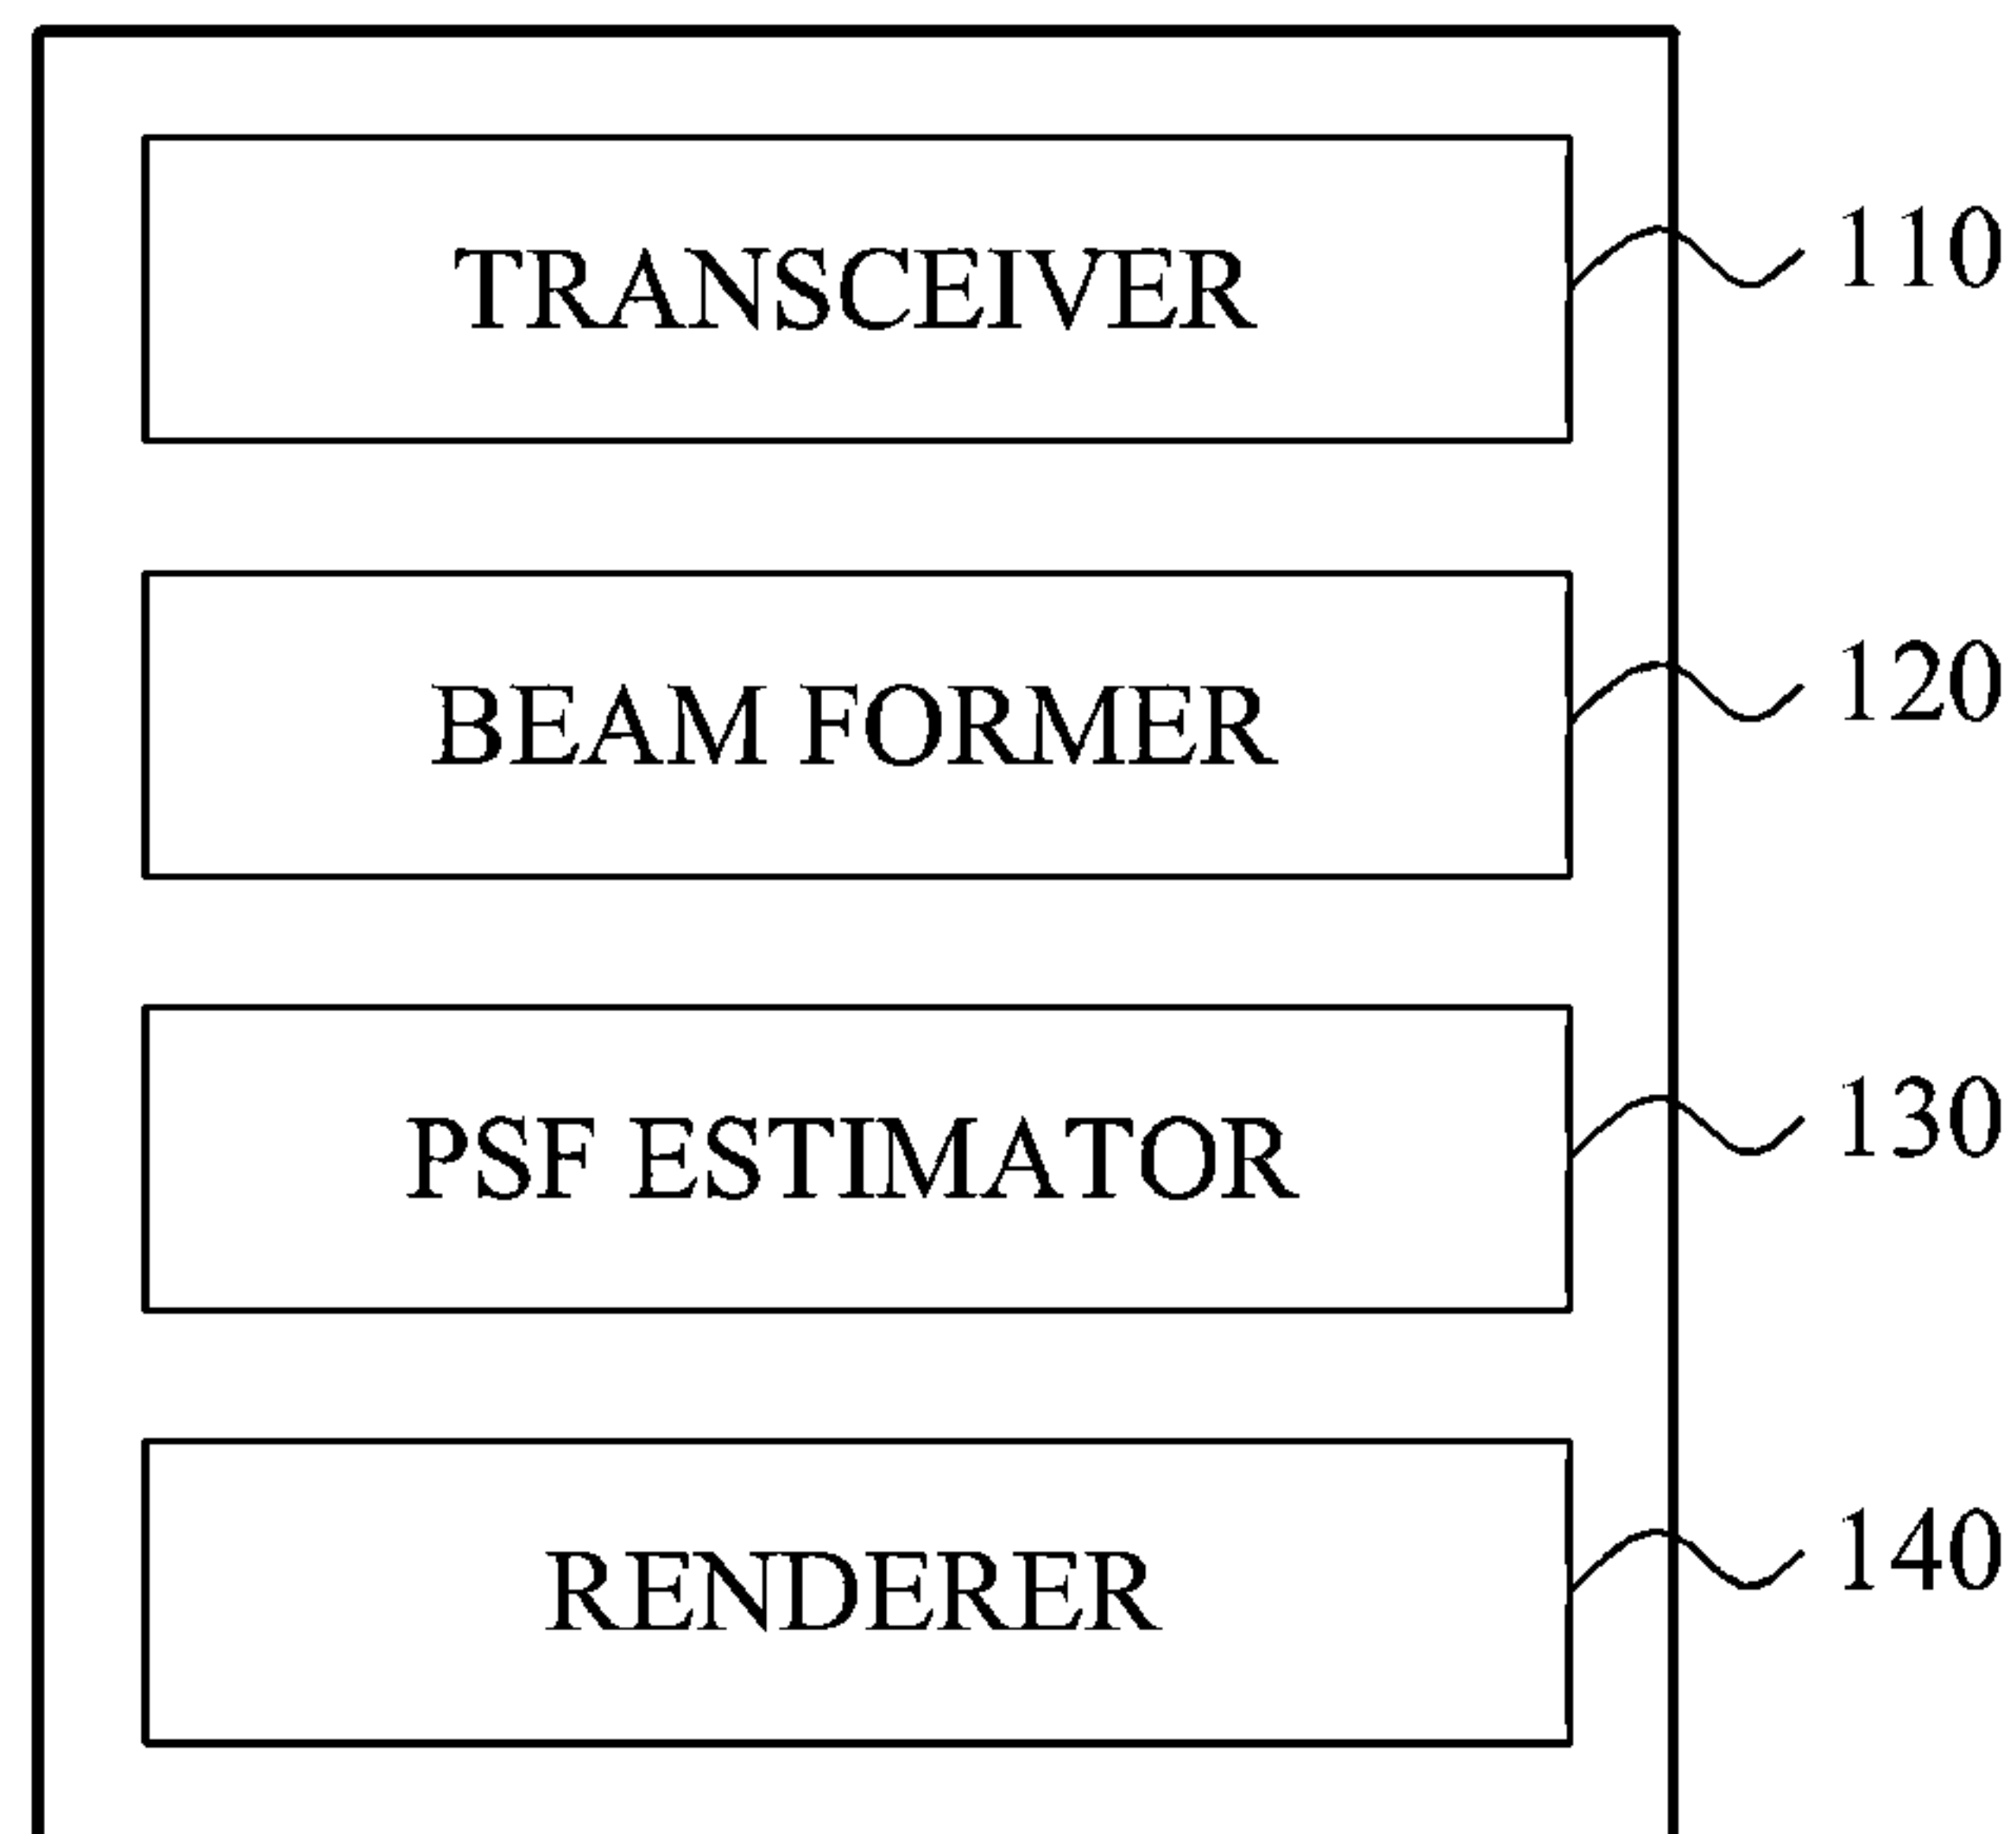 TRANSCEIVER 110
BEAM FORMER 120
PSF ESTIMATOR 130
RENDERER 140